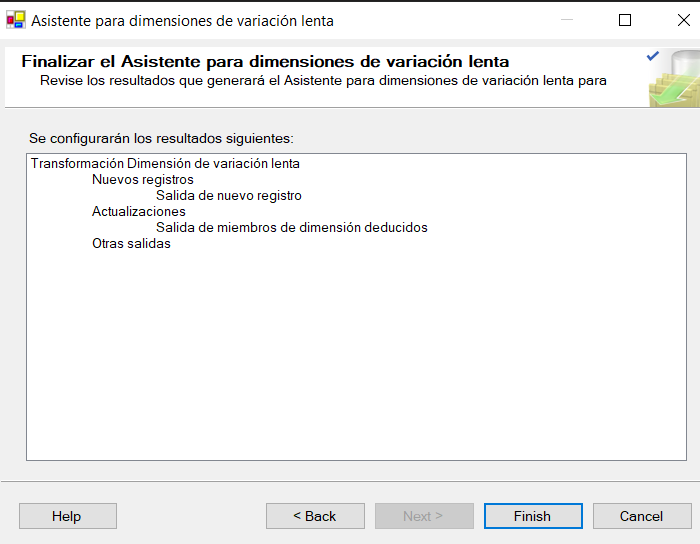 Asistente para dimensiones de variación lenta
Finalizar el Asistente para dimensiones de variación lenta
Revise los resultados que generará el Asistente para dimensiones de variación lenta para
Se configurarán los resultados siguientes:
Transformación Dimensión de variación lenta
Nuevos registros
Salida de nuevo registro
Actualizaciones
Salida de miembros de dimensión deducidos
Otras salidas
Help
< Back
Next >
Finish
Cancel